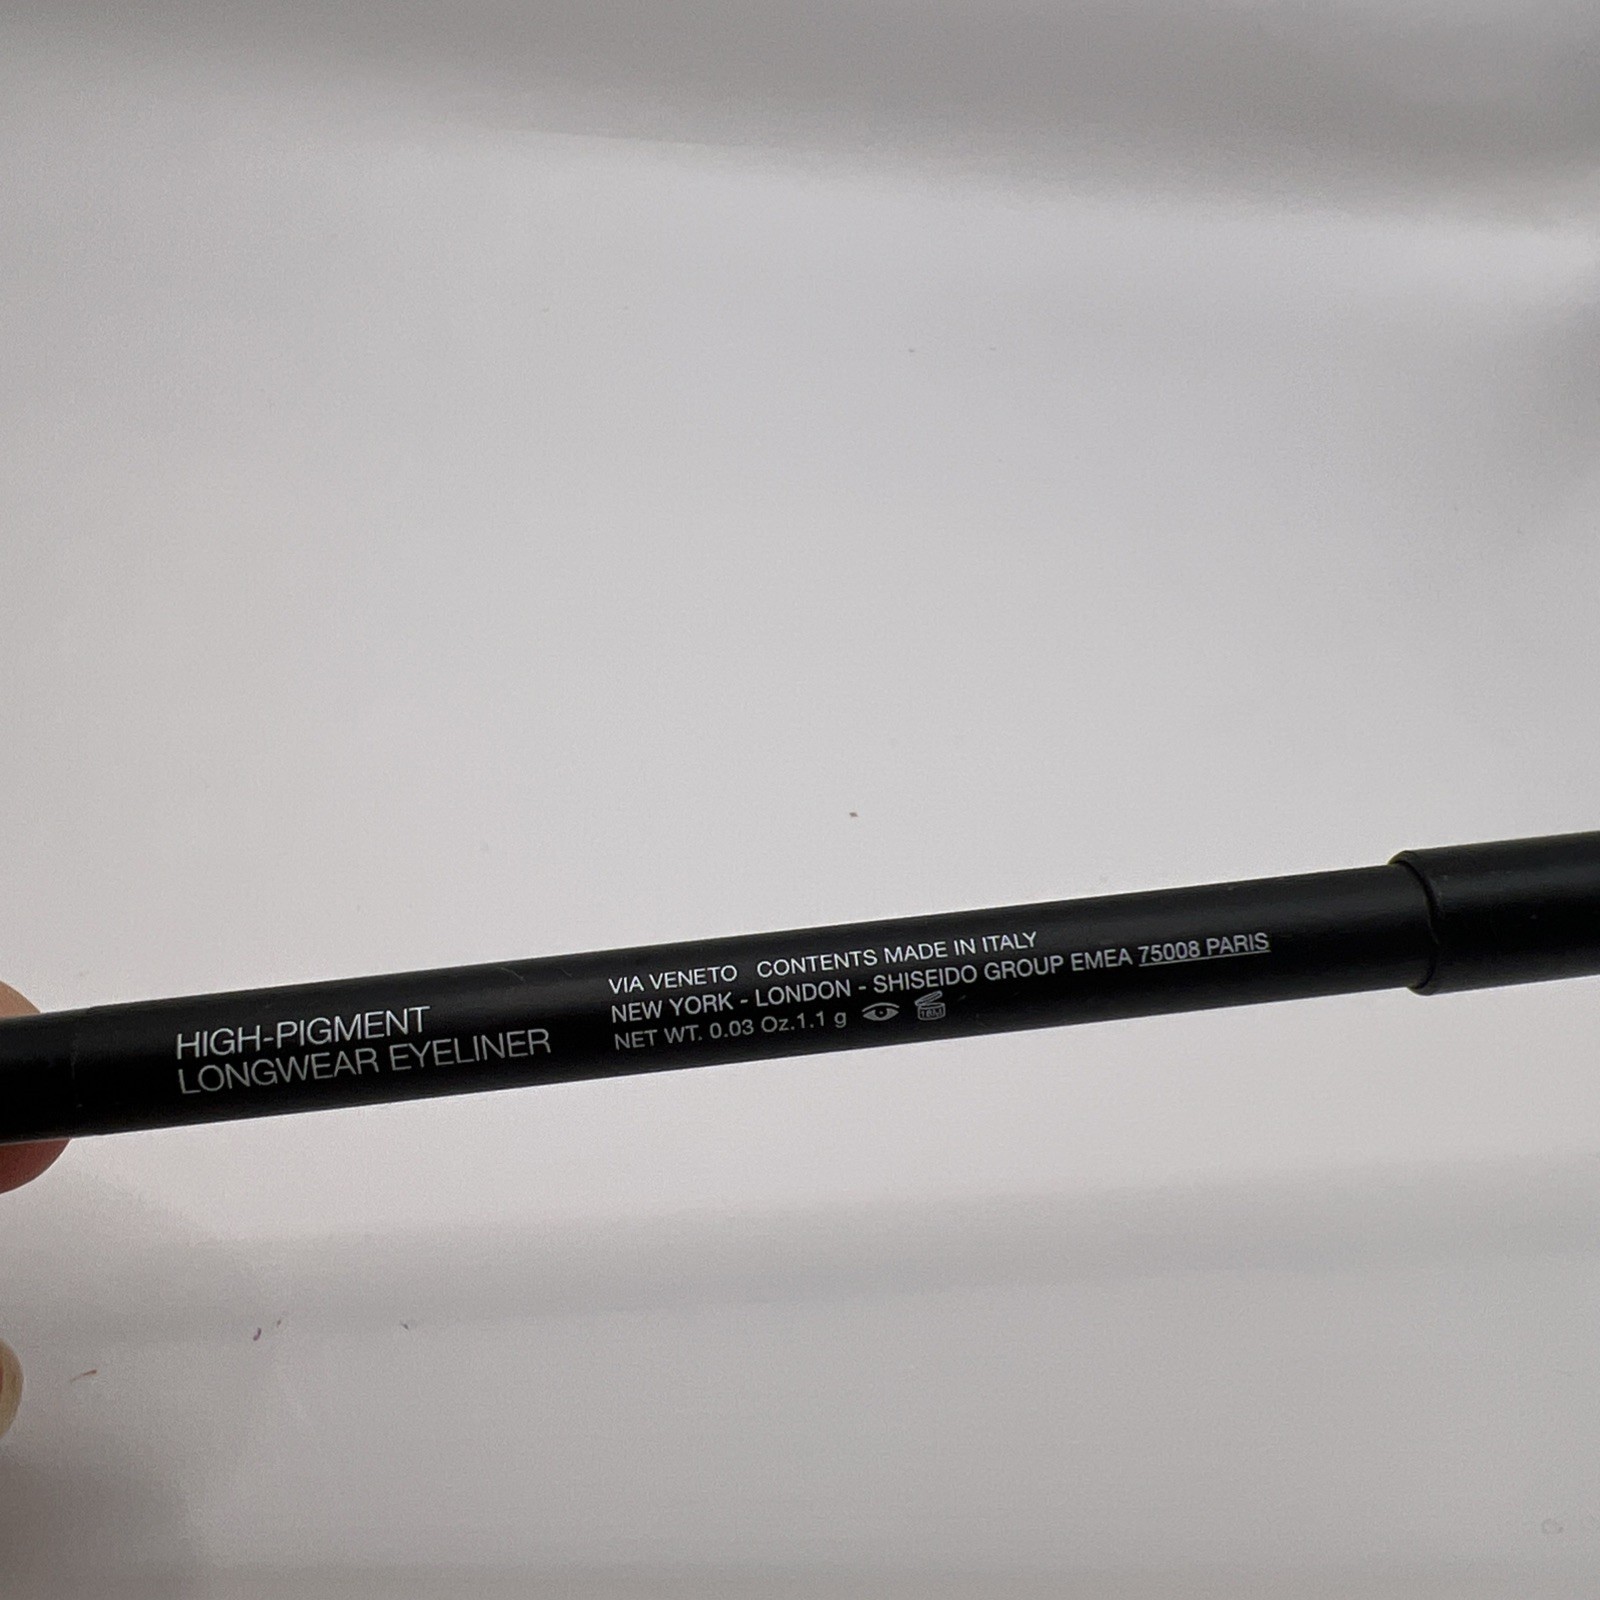 HIGH-PIGMENT
LONGWEAR EYELINER
VIA VENETO CONTENTS MADE IN ITALY
NEW YORK - LONDON - SHISEIDO GROUP EMEA 75008 PARIS
NET WT. 0.03 Oz.1.1 g
18M